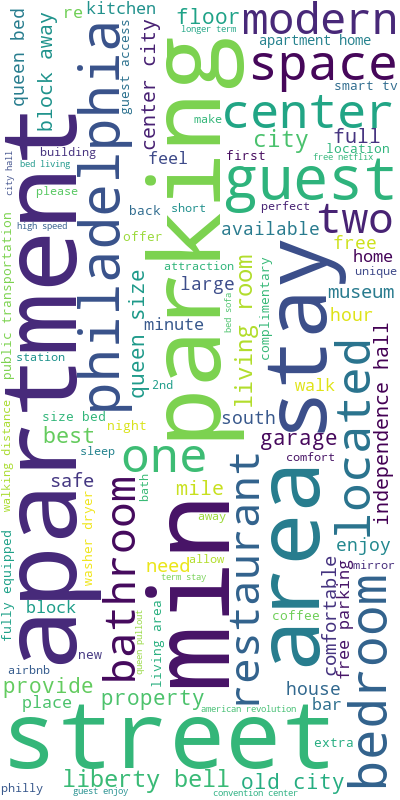 kitchen
re
floor
longer term
modern
apartment home
queen bed
block away
guest access
center city
space
smart tv
make
center
building
bed living
city hall
feel
first
city
full
location
free netflix
please
guest
high speed
apartment
philadelphia
parking
public transportation
back
short
perfect
two
offer
available
free
home
unique
station
attraction
large
queen size
living room
bed sofa
complimentary
stay
museum
hour
minute
2nd
walk
independence hall
size bed
best
night
south
located
walking distance
sleep
one
garage
comfort
safe
bath
mile
washer dryer
bathroom
min
away
restaurant
area
enjoy
fully equipped
need
allow
mirror
term stay
block
coffee
comfortable
free parking
bedroom
airbnb
new
queen pullout
living area
provide
property
house
bar
place
american revolution
street
extra
liberty bell
old city
philly
guest enjoy
convention center